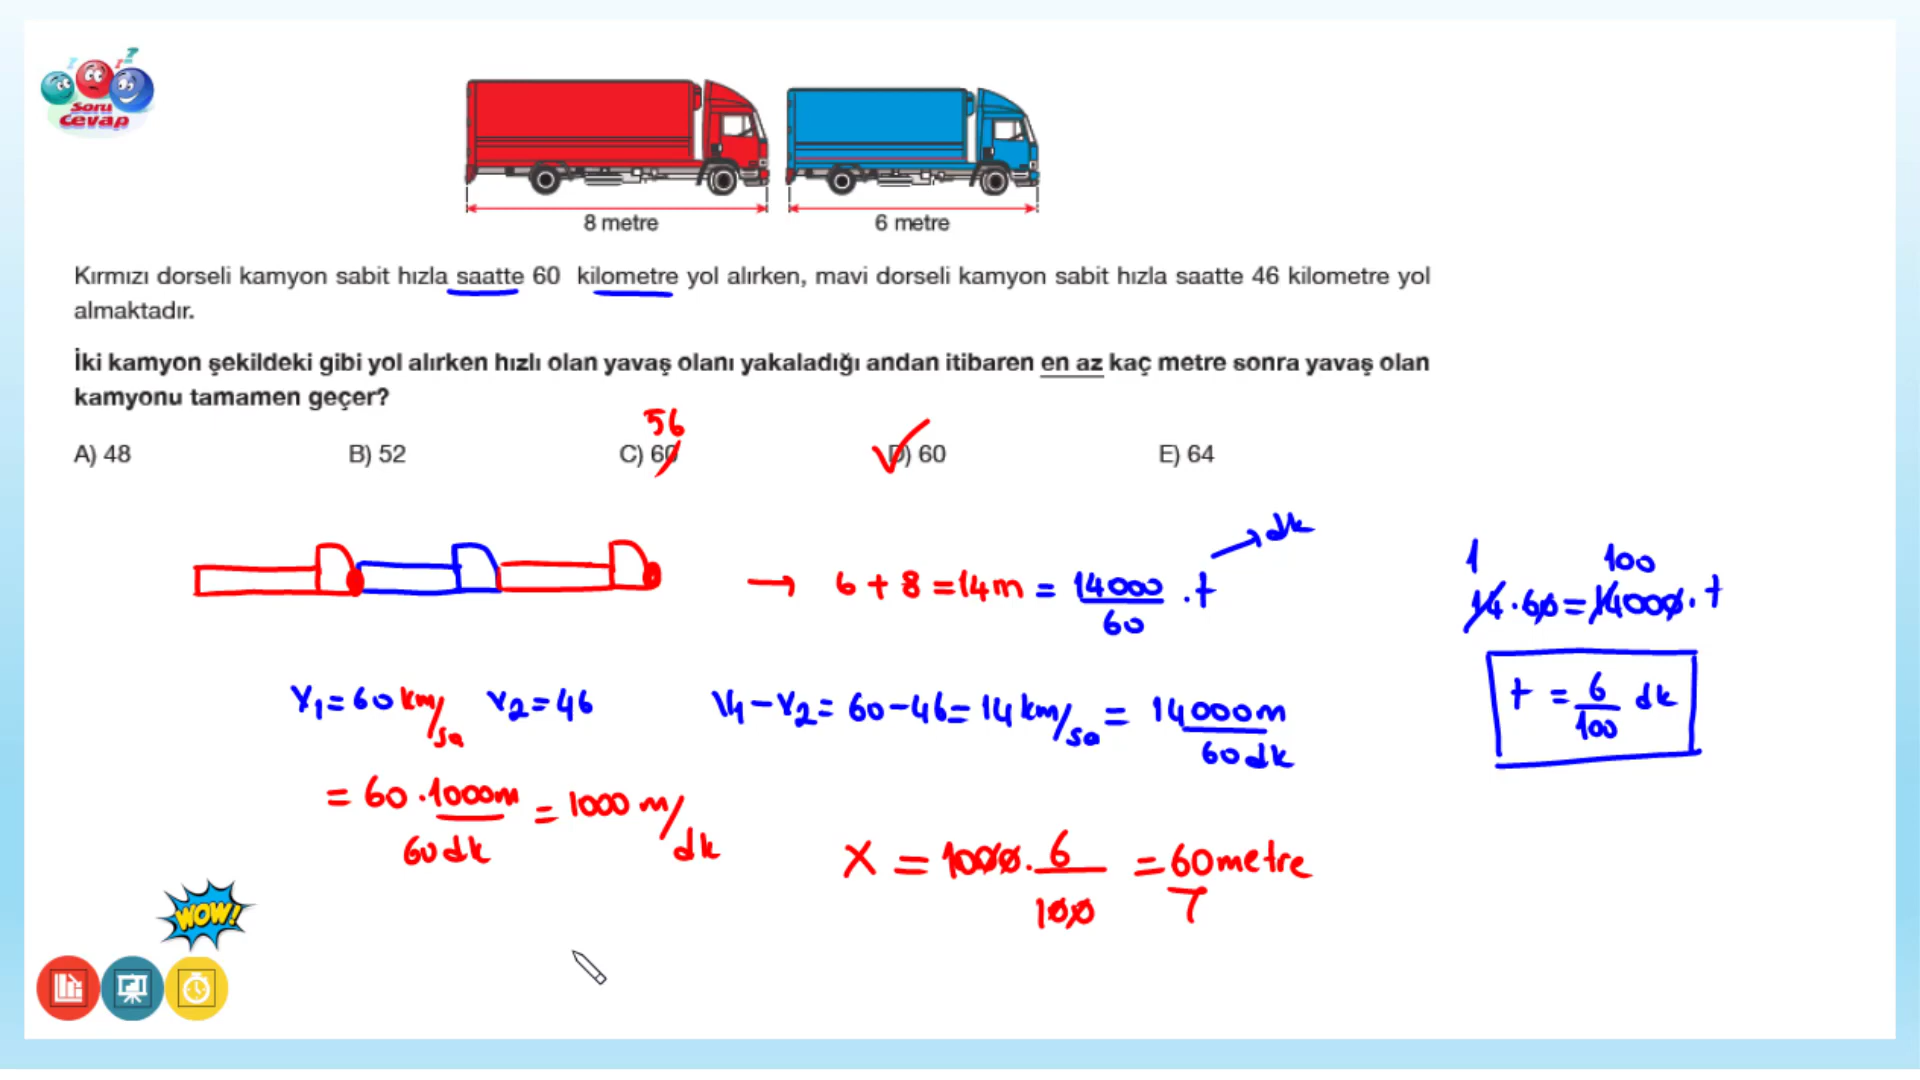 Soru
Cevap
8 metre
6 metre
Kırmızı dorseli kamyon sabit hızla saatte 60 kilometre yol alırken, mavi dorseli kamyon sabit hızla saatte 46 kilometre yol
almaktadır.
İki kamyon şekildeki gibi yol alırken hızlı olan yavaş olanı yakaladığı andan itibaren en az kaç metre sonra yavaş olan
kamyonu tamamen geçer?
56
A) 48 B) 52 C) 60 D) 60 E) 64
→ dk
→ 6 + 8 = 14 m = 14000/60 . t
1 100
14 . 60 = 14000 . t
t = 6/100 dk
V1 = 60 km/sa V2 = 46 V1 - V2 = 60 - 46 = 14 km/sa = 14000m/60dk
= 60 . 1000m/60dk = 1000 m/dk
X = 1000 . 6/100 = 60 metre
WOW!